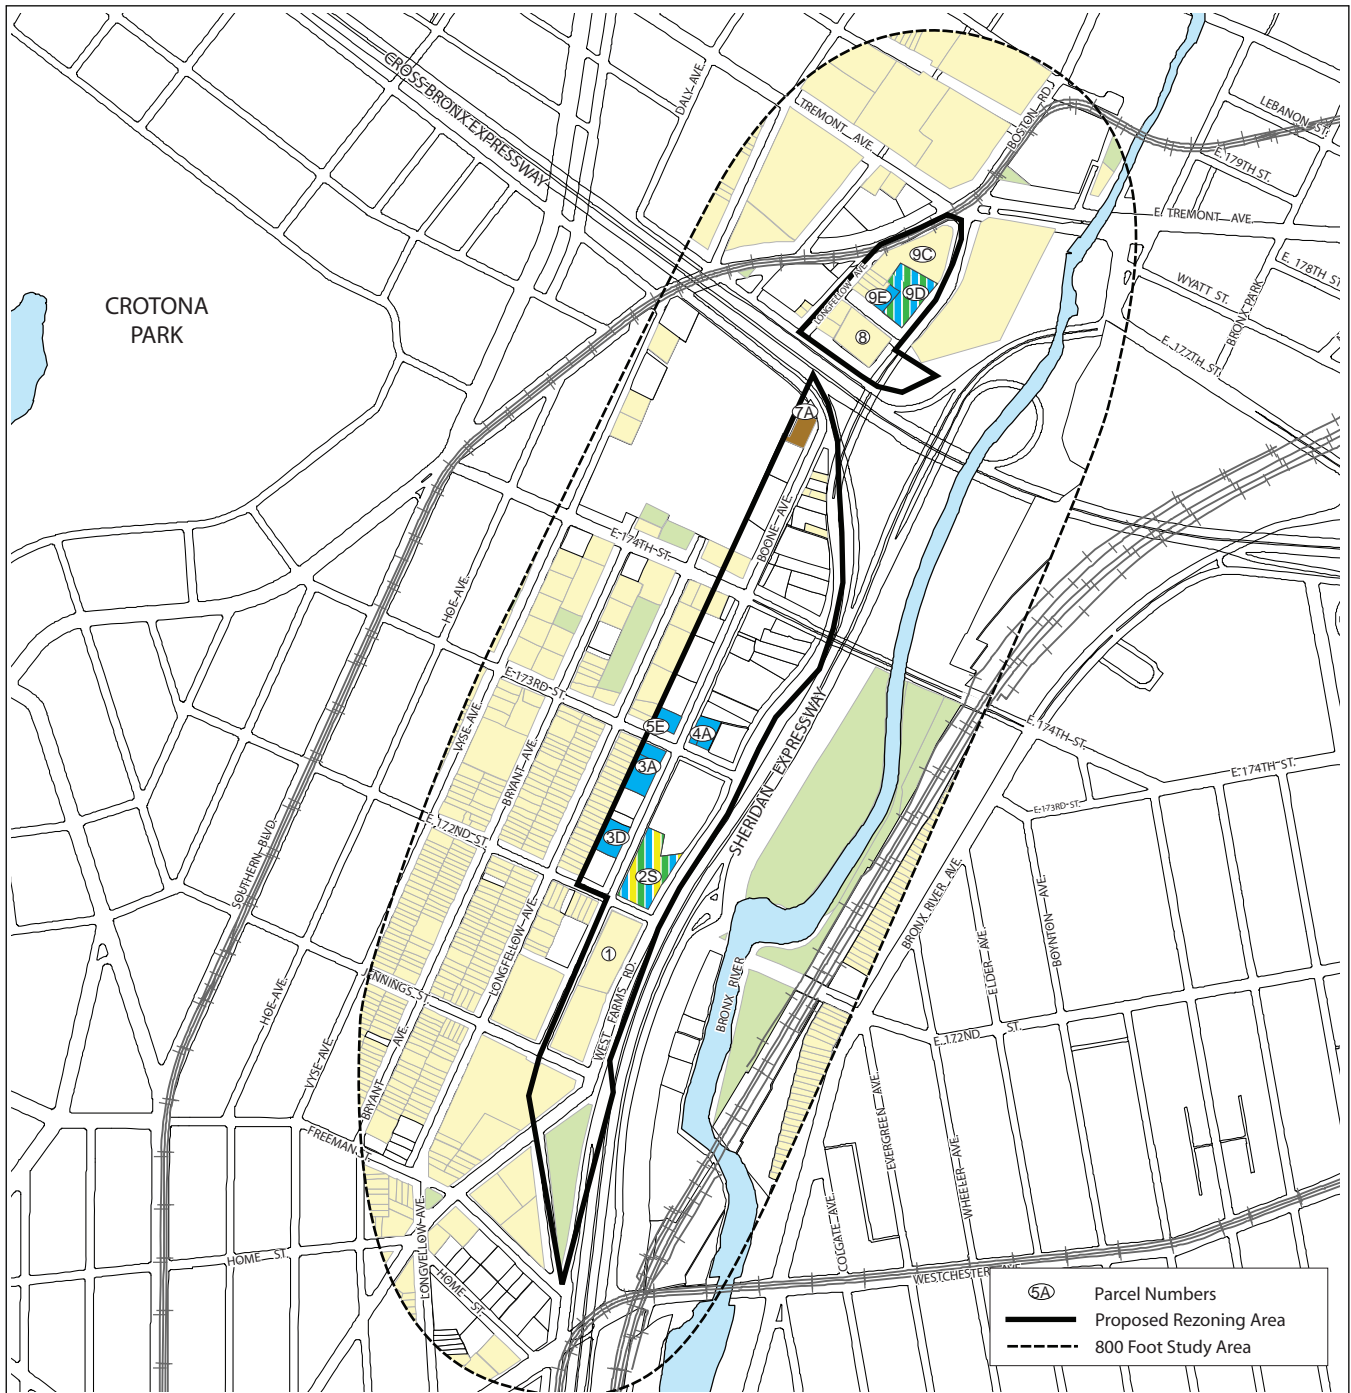 CROSS BRONX EXPRESSWAY
DALY AVE.
TREMONT AVE.
BOSTON RD.
LEBANON ST.
E. 179TH ST.
E. TREMONT AVE.
E. 178TH ST.
WYATT ST.
BRONX PARK
E. 177TH ST.
CROTONA
PARK
LONGFELLOW AVE.
9C
9E
9D
8
7A
BOONE AVE.
E. 174TH ST.
HOE AVE.
E. 173RD ST.
VYSE AVE.
BRYANT AVE.
5E
4A
3A
3D
2S
1
SHERIDAN EXPRESSWAY
E. 174TH ST.
E. 174TH ST.
E. 173RD ST.
E. 172ND ST.
SOUTHERN BLVD.
BRONX RIVER AVE.
ELDER AVE.
BOYNTON AVE.
LONGFELLOW AVE.
JENNINGS ST.
HOE AVE.
VYSE AVE.
BRYANT AVE.
WEST FARMS RD.
BRONX RIVER
E. 172ND ST.
FREEMAN ST.
EVERGREEN AVE.
WHEELER AVE.
COLGATE AVE.
HOME ST.
LONGVELLOW AVE.
HOME ST.
WESTCHESTER AVE.
5A Parcel Numbers
Proposed Rezoning Area
800 Foot Study Area